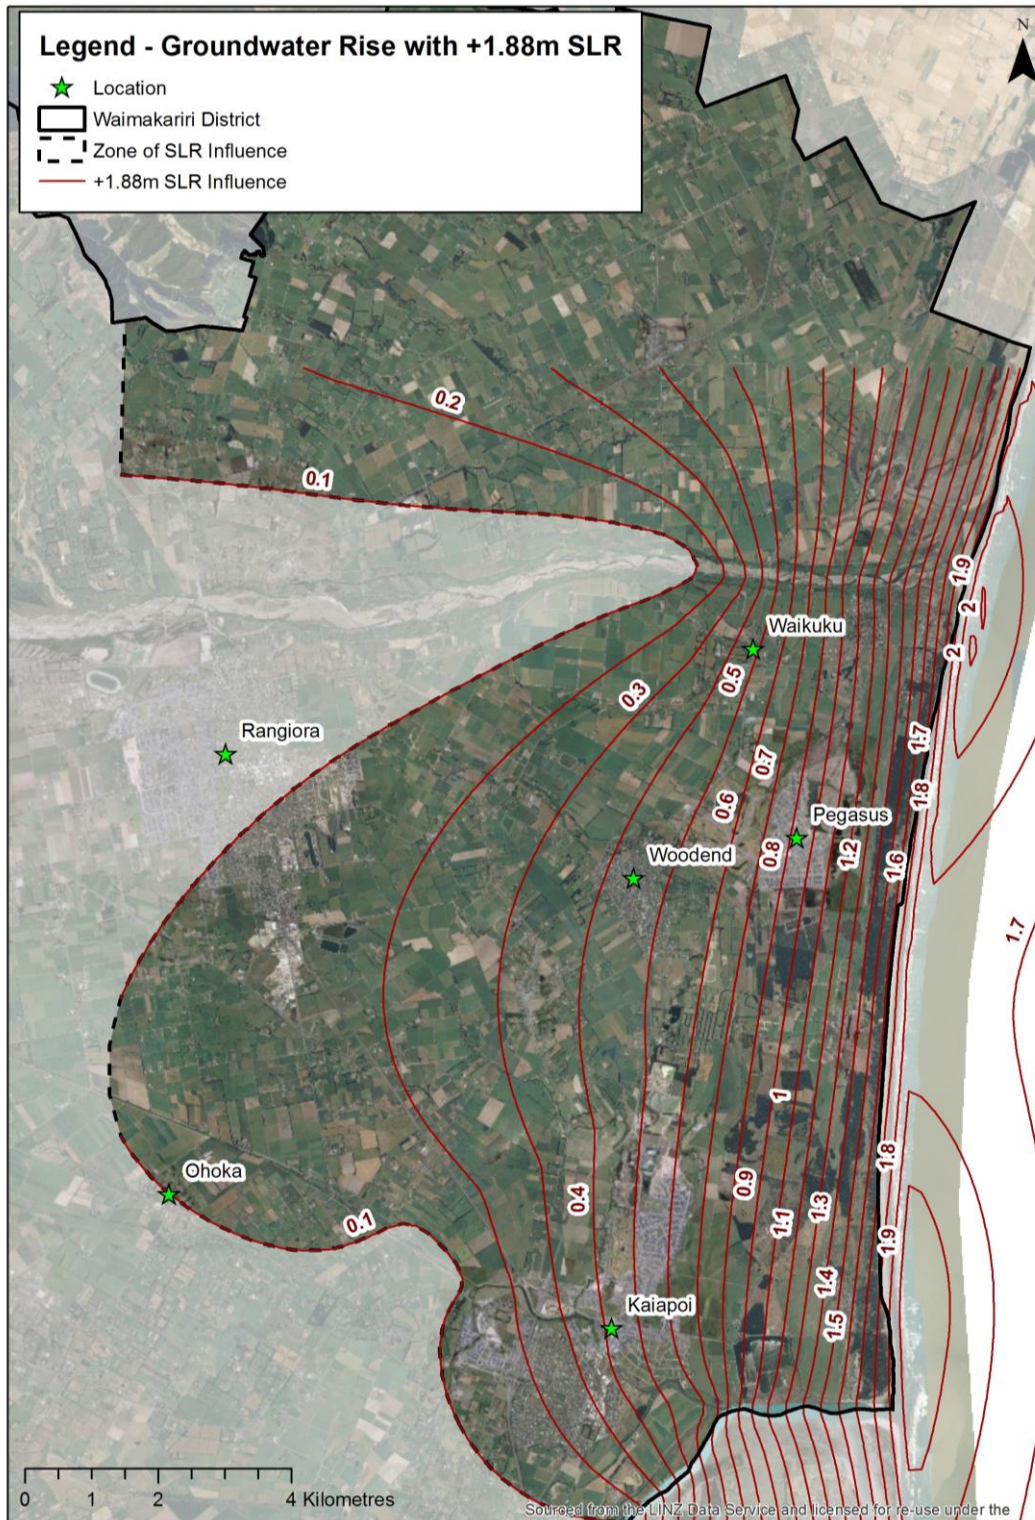 Legend - Groundwater Rise with +1.88m SLR
Location
Waimakariri District
Zone of SLR Influence
+1.88m SLR Influence
N
0.2
0.1
1.9
2
Waikuku
2
0.5
0.3
Rangiora
1.7
0.7
1.8
0.6
Pegasus
Woodend
0.8
1.2
1.6
1.7
1
1.8
Ohoka
0.9
0.4
1.3
0.1
1.1
1.9
1.4
Kaiapoi
1.5
0 1 2 4 Kilometres
Sourced from the LINZ Data Service and licensed for re-use under the